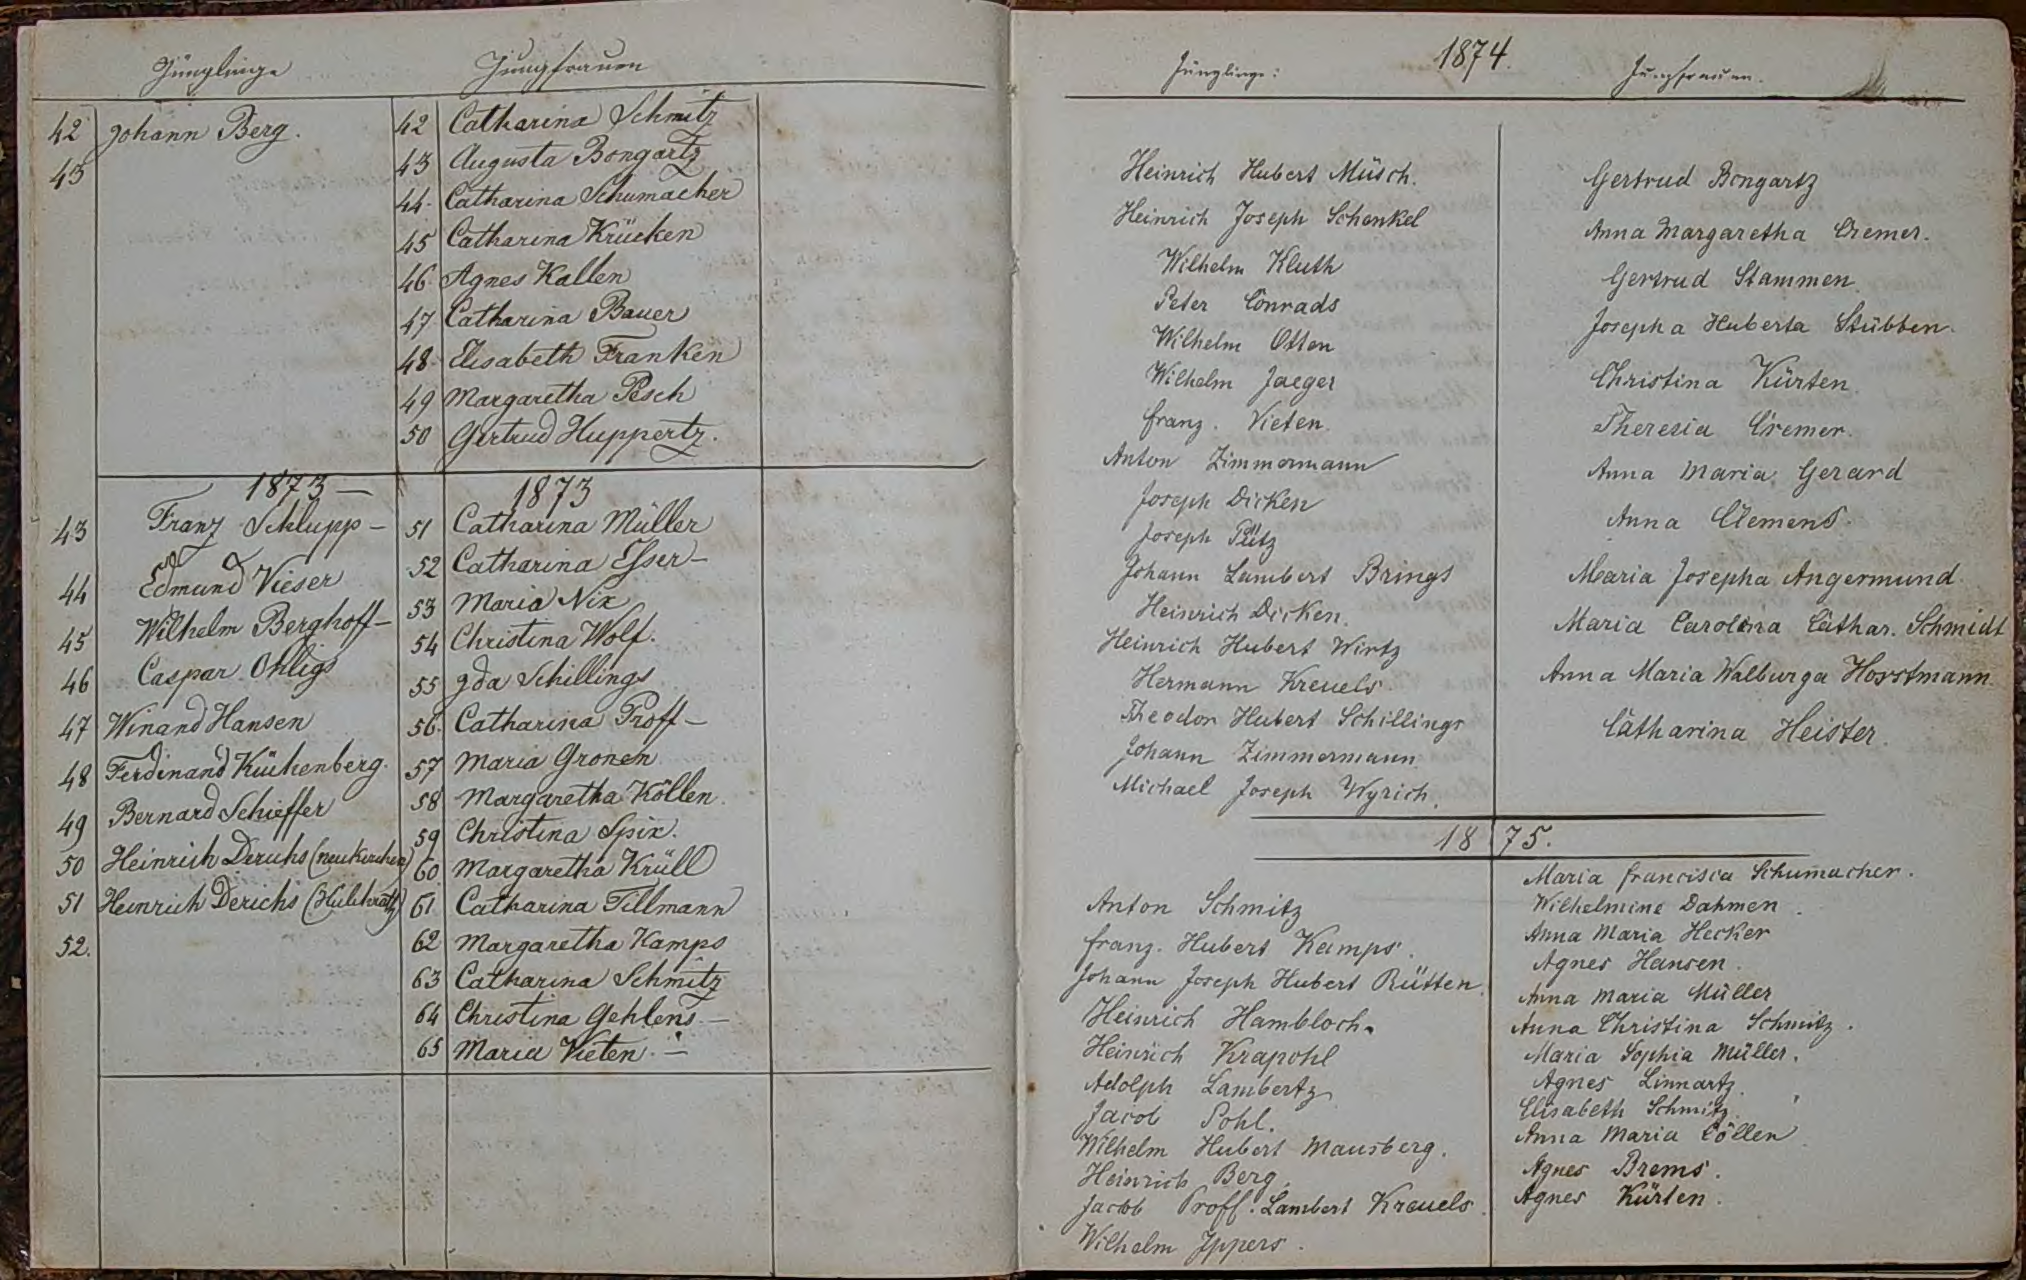 Jünglinge Jungfrauen
42 Johann Berg. 42 Catharina Schmitz
43 43 Augusta Bongartz
44 Catharina Schumacher
45 Catharina Krücken
46 Agnes Kallen
47 Catharina Bauer
48 Elisabeth Franken
49 Margaretha Pesch
50 Gertrud Huppertz.
1873 — 1873
43 Franz Schlupp — 51 Catharina Müller
44 Edmund Vieser 52 Catharina Esser —
45 Wilhelm Berghoff — 53 Maria Nix
46 Caspar Ohligs 54 Christina Wolf.
47 Winand Hansen 55 Ida Schillings
48 Ferdinand Küchenberg. 56. Catharina Proff —
49 Bernard Schieffer 57 Maria Gronen
50 Heinrich Derichs (Neukirchen) 58 Margaretha Köllen.
51 Heinrich Derichs (Hülchrath) 59 Christina Spix.
52. 60 Margaretha Krüll
61 Catharina Tillmann
62 Margaretha Kamps
63 Catharina Schmitz
64 Christina Gehlens —
65 Maria Vieten. —
1874.
Jünglinge: Jungfrauen.
Heinrich Hubert Müsch.
Heinrich Joseph Schenkel
Wilhelm Kluth
Peter Conrads
Wilhelm Otten
Wilhelm Jaeger
Franz. Vieten.
Anton Zimmermann
Joseph Dicken
Joseph Pütz
Johann Lambert Brings
Heinrich Dicken.
Heinrich Hubert Wirtz
Hermann Kreuels.
Theodor Hubert Schillings
Johann Zimmermann
Michael Joseph Wyrich.
Gertrud Bongartz
Anna Margaretha Cremer.
Gertrud Stammen
Josepha Huberta Stübben.
Christina Kürten.
Theresia Cremer.
Anna Maria Gerard
Anna Clemens.
Maria Josepha Angermund.
Maria Carolina Cathar. Schmidt
Anna Maria Walburga Horstmann.
Catharina Heister.
1875.
Anton Schmitz
Franz. Hubert Kamps.
Johann Joseph Hubert Rütten.
Heinrich Hambloch.
Heinrich Krapohl
Adolph Lambertz
Jacob Pohl.
Wilhelm Hubert Mausberg.
Heinrich Berg.
Jacob Proff. Lambert Kreuels.
Wilhelm Ippers.
Maria Francisca Schumacher.
Wilhelmine Dahmen.
Anna Maria Hecker
Agnes Hansen.
Anna Maria Müller
Anna Christina Schmitz.
Maria Sophia Müller.
Agnes Linnartz.
Elisabeth Schmitz.
Anna Maria Cöllen
Agnes Brems.
Agnes Kürten.